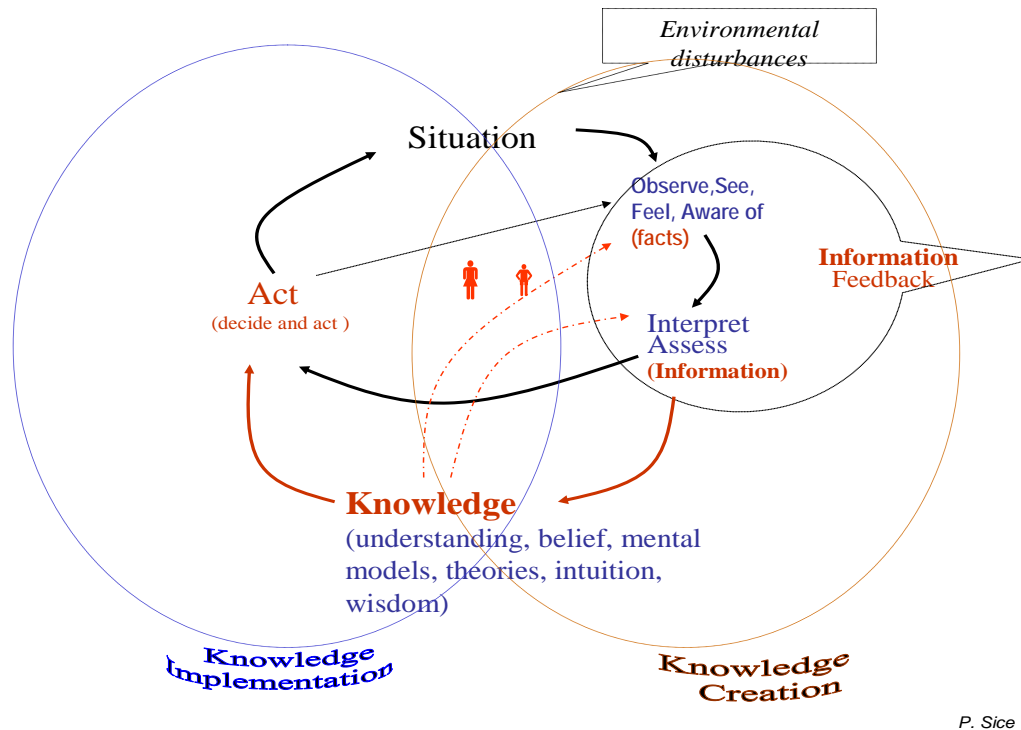 Environmental
disturbances
Situation
Observe,See,
Feel, Aware of
(facts)
Information
Feedback
Act
(decide and act )
Interpret
Assess
(Information)
Knowledge
(understanding, belief, mental
models, theories, intuition,
wisdom)
Knowledge
Implementation
Knowledge
Creation
P. Sice